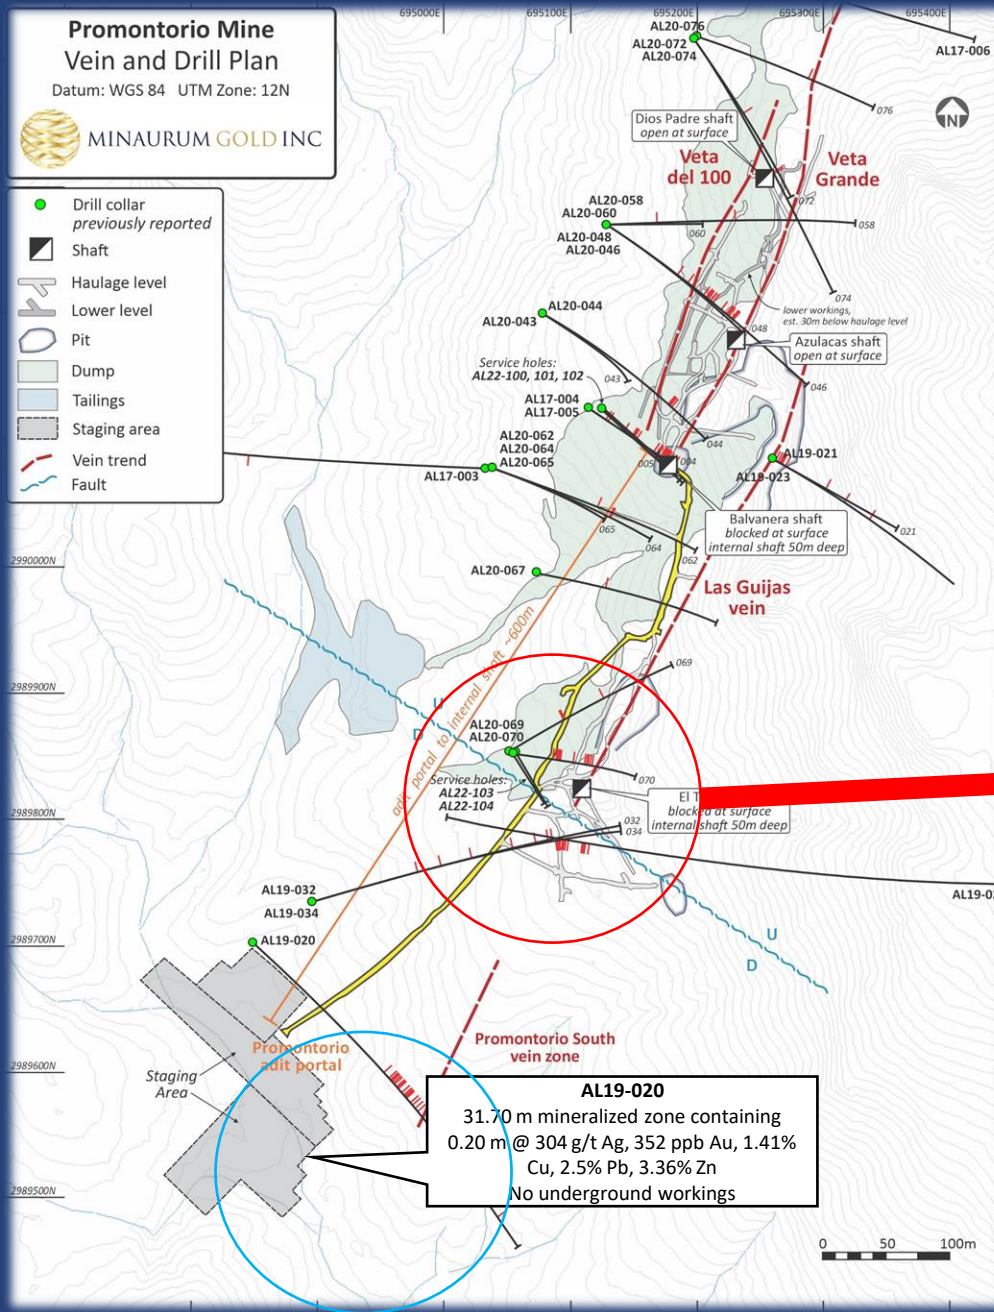 Promontorio Mine
Vein and Drill Plan
Datum: WGS 84 UTM Zone: 12N
MINAURUM GOLD INC
Drill collar
previously reported
Shaft
Haulage level
Lower level
Pit
Dump
Tailings
Staging area
Vein trend
Fault
695000E
695100E
695200E
695300E
695400E
AL20-076
AL20-072
AL20-074
AL17-006
076
N
Dios Padre shaft
open at surface
Veta
del 100
Veta
Grande
072
AL20-058
AL20-060
AL20-048
AL20-046
060
058
074
lower workings,
est. 30m below haulage level
AL20-044
AL20-043
048
Azulacas shaft
open at surface
Service holes:
AL22-100, 101, 102
043
046
AL17-004
AL17-005
044
AL20-062
AL20-064
AL20-065
AL17-003
005
004
AL19-021
AL19-023
Balvanera shaft
blocked at surface
internal shaft 50m deep
021
065
064
062
2990000N
AL20-067
Las Guijas
vein
adit portal to internal shaft ~600m
069
2989900N
U
D
AL20-069
AL20-070
Service holes:
AL22-103
AL22-104
070
El T
blocked at surface
internal shaft 50m deep
2989800N
032
034
AL19-032
AL19-034
AL19-020
2989700N
U
D
Promontorio
adit portal
Promontorio South
vein zone
2989600N
Staging
Area
AL19-020
31.70 m mineralized zone containing
0.20 m @ 304 g/t Ag, 352 ppb Au, 1.41%
Cu, 2.5% Pb, 3.36% Zn
No underground workings
2989500N
0 50 100m